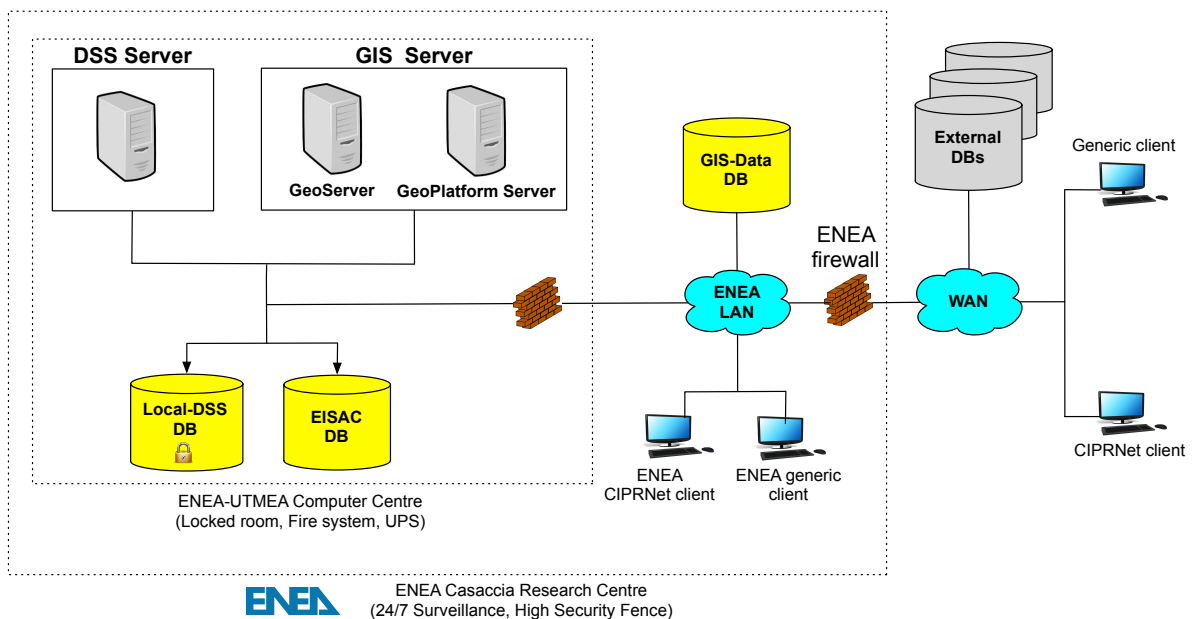 DSS Server
GIS Server
GeoServer
GeoPlatform Server
GIS-Data
DB
External
DBs
Generic client
ENEA
firewall
ENEA
LAN
WAN
Local-DSS
DB
EISAC
DB
ENEA
CIPRNet client
ENEA generic
client
CIPRNet client
ENEA-UTMEA Computer Centre
(Locked room, Fire system, UPS)
ENEA
ENEA Casaccia Research Centre
(24/7 Surveillance, High Security Fence)